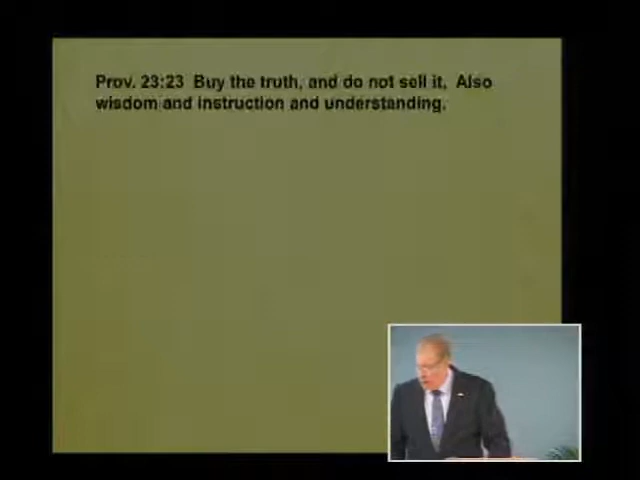 Prov. 23:23 Buy the truth, and do not sell it, Also
wisdom and instruction and understanding.